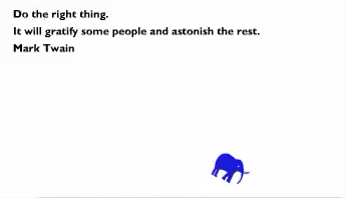 Do the right thing.
It will gratify some people and astonish the rest.
Mark Twain